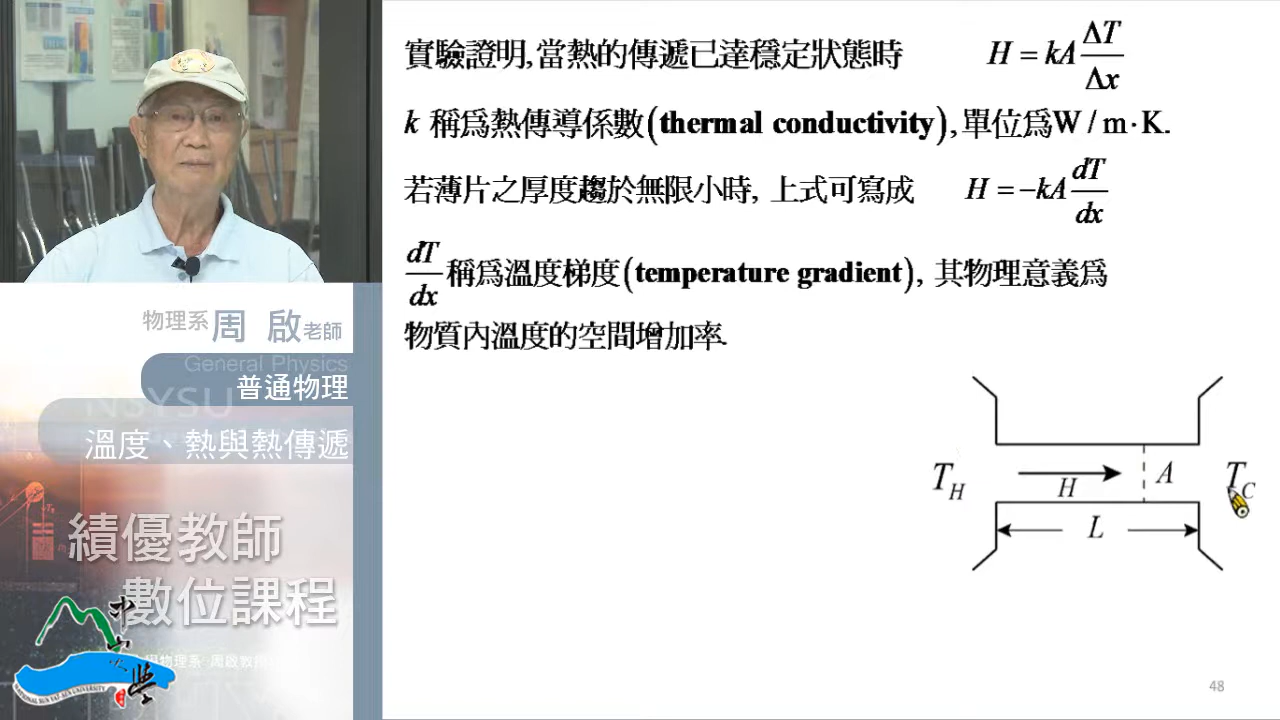 實驗證明,當熱的傳遞已達穩定狀態時 H = kA ΔT/Δx
k 稱為熱傳導係數(thermal conductivity),單位為W / m·K.
若薄片之厚度趨於無限小時, 上式可寫成 H = −kA dT/dx
dT/dx 稱為溫度梯度(temperature gradient), 其物理意義為
物質內溫度的空間增加率.
T_H H A T_C
L
48
物理系 周 啟 老師
General Physics
普通物理
NSYSU
溫度、熱與熱傳遞
績優教師
數位課程